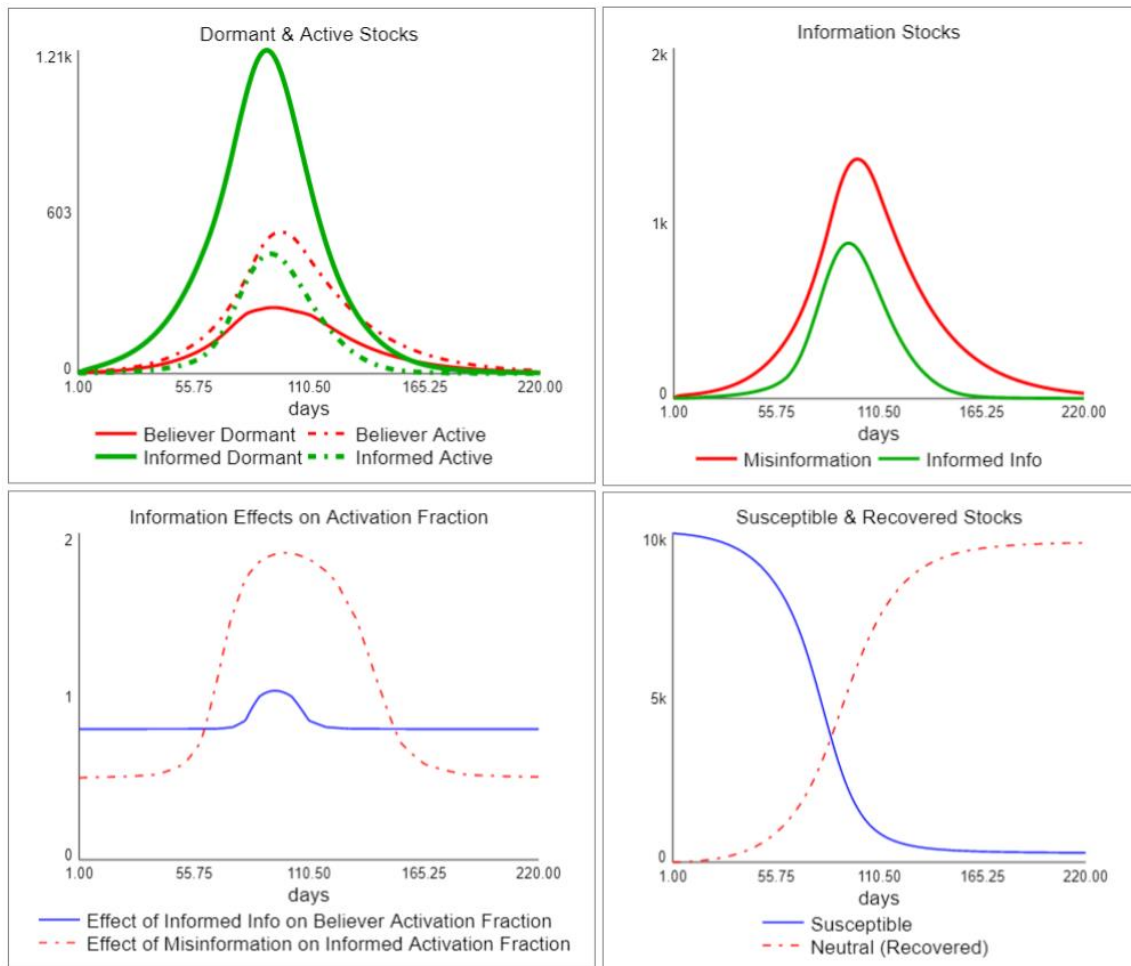 Dormant & Active Stocks
1.21k
603
0
1.00 55.75 110.50 165.25 220.00
days
Believer Dormant Believer Active
Informed Dormant Informed Active
Information Stocks
2k
1k
0
1.00 55.75 110.50 165.25 220.00
days
Misinformation Informed Info
Information Effects on Activation Fraction
2
1
0
1.00 55.75 110.50 165.25 220.00
days
Effect of Informed Info on Believer Activation Fraction
Effect of Misinformation on Informed Activation Fraction
Susceptible & Recovered Stocks
10k
5k
0
1.00 55.75 110.50 165.25 220.00
days
Susceptible
Neutral (Recovered)